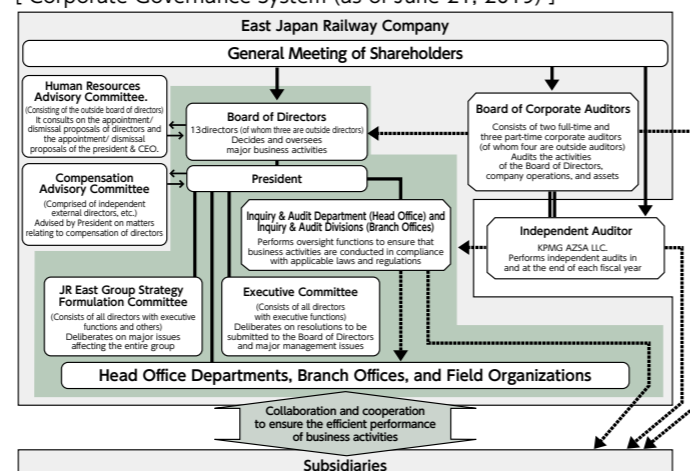 [ Corporate Governance System (as of June 21, 2019) ]
East Japan Railway Company
General Meeting of Shareholders
Human Resources
Advisory Committee.
(Consisting of the outside board of directors)
It consults on the appointment/
dismissal proposals of directors and
the appointment/ dismissal
proposals of the president & CEO.
Board of Directors
13directors (of whom three are outside directors)
Decides and oversees
major business activities
Board of Corporate Auditors
Consists of two full-time and
three part-time corporate auditors
(of whom four are outside auditors)
Audits the activities
of the Board of Directors,
company operations, and assets
Compensation
Advisory Committee
(Comprised of independent
external directors, etc.)
Advised by President on matters
relating to compensation of directors
President
Inquiry & Audit Department (Head Office) and
Inquiry & Audit Divisions (Branch Offices)
Performs oversight functions to ensure that
business activities are conducted in compliance
with applicable laws and regulations
Independent Auditor
KPMG AZSA LLC.
Performs independent audits in
and at the end of each fiscal year
JR East Group Strategy
Formulation Committee
(Consists of all directors with executive
functions and others)
Deliberates on major issues
affecting the entire group
Executive Committee
(Consists of all directors
with executive functions)
Deliberates on resolutions to be
submitted to the Board of Directors
and major management issues
Head Office Departments, Branch Offices, and Field Organizations
Collaboration and cooperation
to ensure the efficient performance
of business activities
Subsidiaries